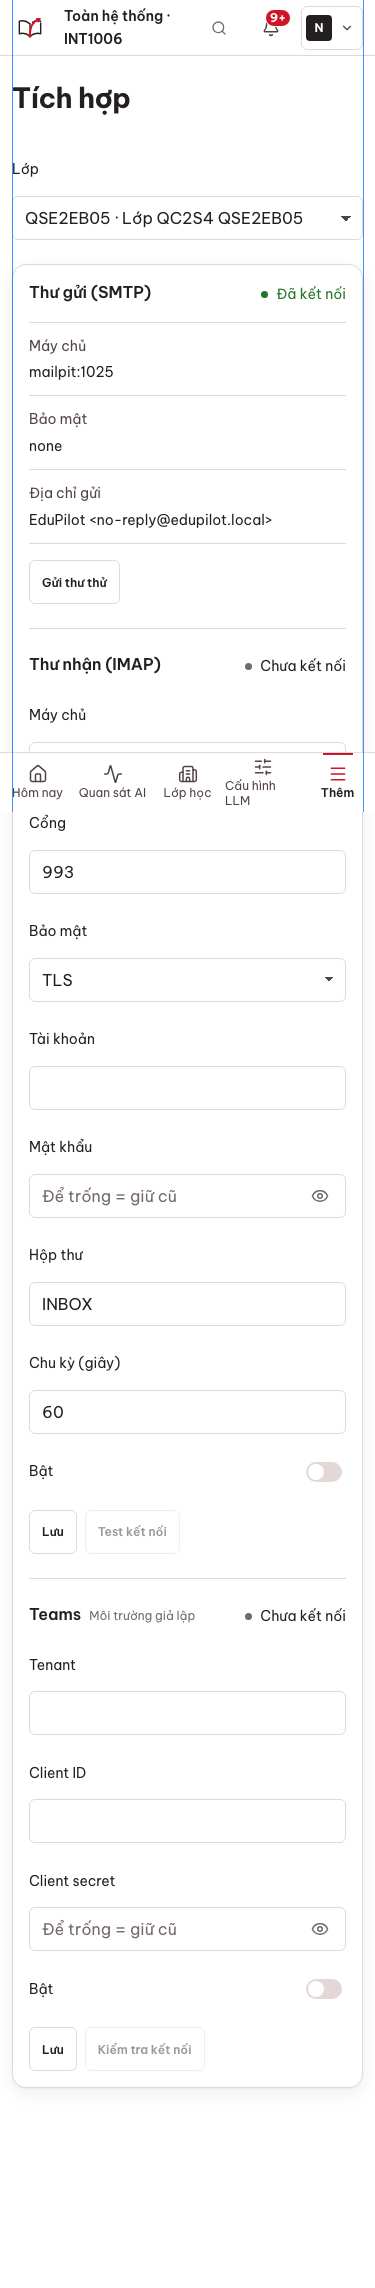 Toàn hệ thống ·
INT1006
9+
N
Tích hợp
Lớp
QSE2EB05 · Lớp QC2S4 QSE2EB05
Thư gửi (SMTP)
Đã kết nối
Máy chủ
mailpit:1025
Bảo mật
none
Địa chỉ gửi
EduPilot <no-reply@edupilot.local>
Gửi thư thử
Thư nhận (IMAP)
Chưa kết nối
Máy chủ
Hôm nay
Quan sát AI
Lớp học
Cấu hình
LLM
Thêm
Cổng
993
Bảo mật
TLS
Tài khoản
Mật khẩu
Để trống = giữ cũ
Hộp thư
INBOX
Chu kỳ (giây)
60
Bật
Lưu
Test kết nối
Teams
Môi trường giả lập
Chưa kết nối
Tenant
Client ID
Client secret
Để trống = giữ cũ
Bật
Lưu
Kiểm tra kết nối